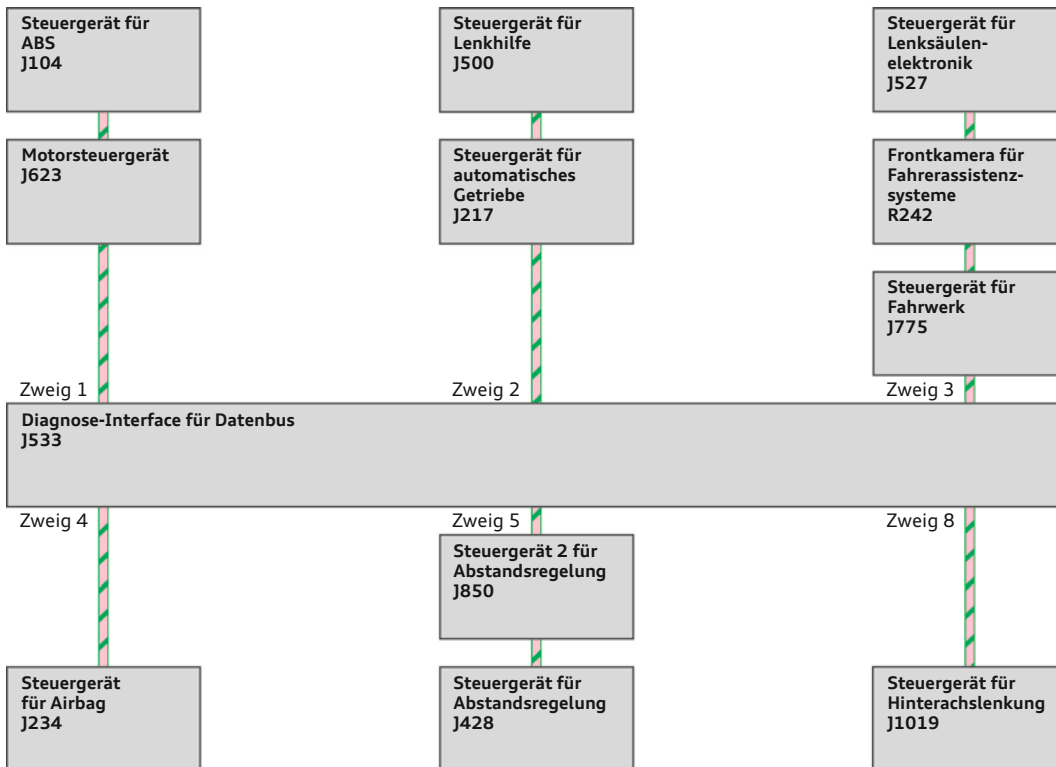 Steuergerät für
ABS
J104
Steuergerät für
Lenkhilfe
J500
Steuergerät für
Lenksäulen-
elektronik
J527
Motorsteuergerät
J623
Steuergerät für
automatisches
Getriebe
J217
Frontkamera für
Fahrerassistenz-
systeme
R242
Steuergerät für
Fahrwerk
J775
Zweig 1
Zweig 2
Zweig 3
Diagnose-Interface für Datenbus
J533
Zweig 4
Zweig 5
Zweig 8
Steuergerät 2 für
Abstandsregelung
J850
Steuergerät
für Airbag
J234
Steuergerät für
Abstandsregelung
J428
Steuergerät für
Hinterachslenkung
J1019